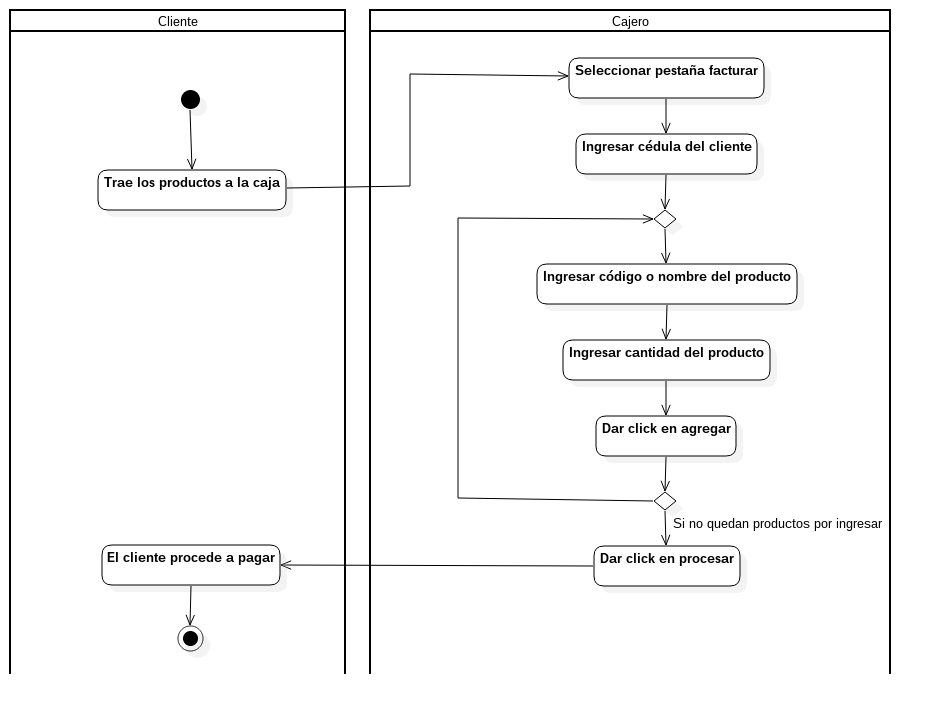 Cliente
Cajero
Seleccionar pestaña facturar
Ingresar cédula del cliente
Trae los productos a la caja
Ingresar código o nombre del producto
Ingresar cantidad del producto
Dar click en agregar
Si no quedan productos por ingresar
El cliente procede a pagar
Dar click en procesar